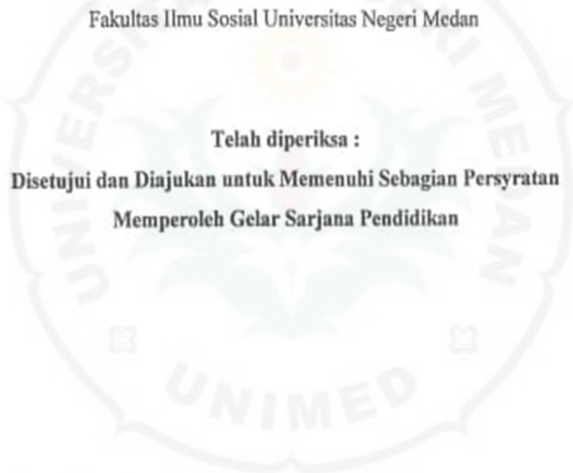 Fakultas Ilmu Sosial Universitas Negeri Medan
Telah diperiksa :
Disetujui dan Diajukan untuk Memenuhi Sebagian Persyratan
Memperoleh Gelar Sarjana Pendidikan
UNIMED